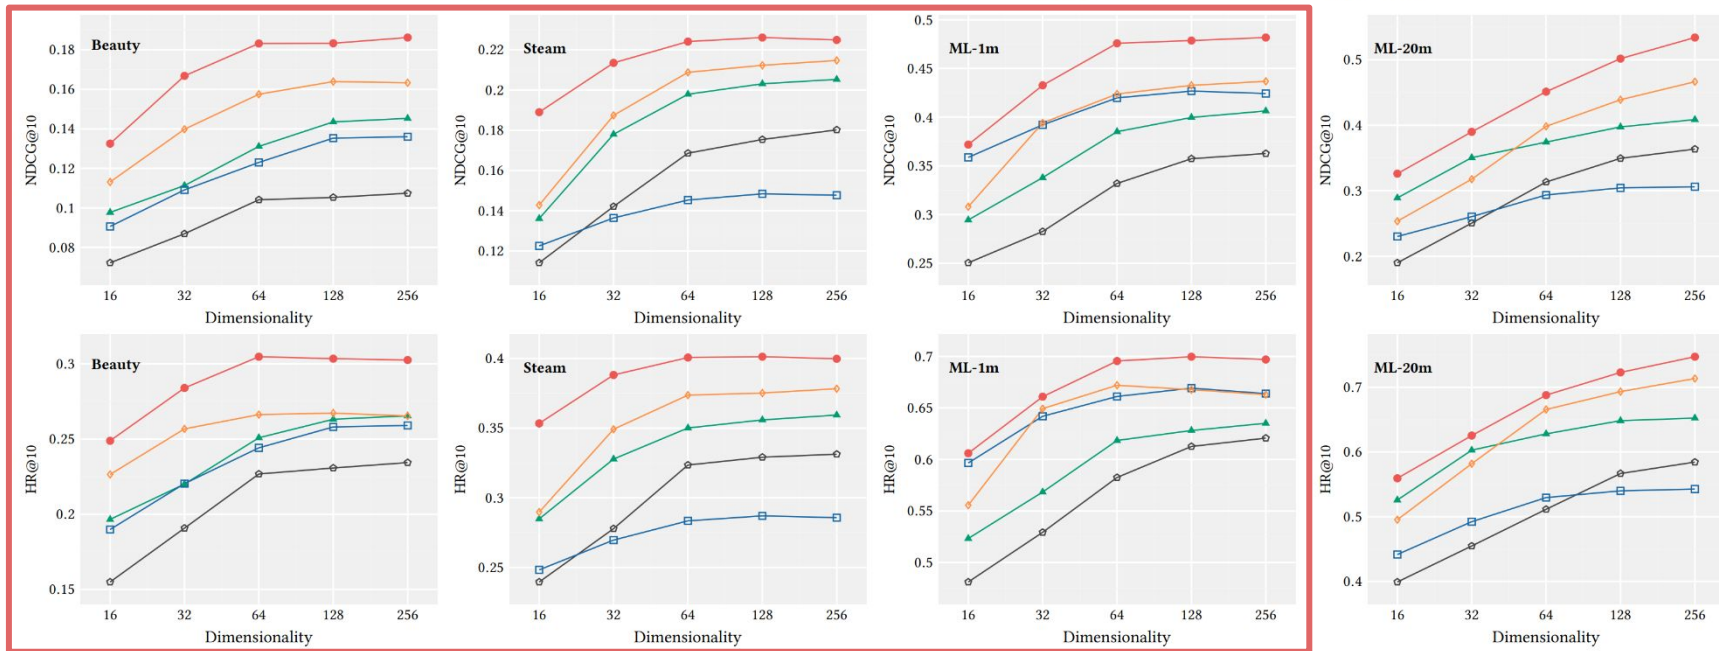 Beauty
NDCG@10
0.18
0.16
0.14
0.12
0.1
0.08
16 32 64 128 256
Dimensionality
Steam
NDCG@10
0.22
0.2
0.18
0.16
0.14
0.12
16 32 64 128 256
Dimensionality
ML-1m
NDCG@10
0.5
0.45
0.4
0.35
0.3
0.25
16 32 64 128 256
Dimensionality
ML-20m
NDCG@10
0.5
0.4
0.3
0.2
16 32 64 128 256
Dimensionality
Beauty
HR@10
0.3
0.25
0.2
0.15
16 32 64 128 256
Dimensionality
Steam
HR@10
0.4
0.35
0.3
0.25
16 32 64 128 256
Dimensionality
ML-1m
HR@10
0.7
0.65
0.6
0.55
0.5
16 32 64 128 256
Dimensionality
ML-20m
HR@10
0.7
0.6
0.5
0.4
16 32 64 128 256
Dimensionality